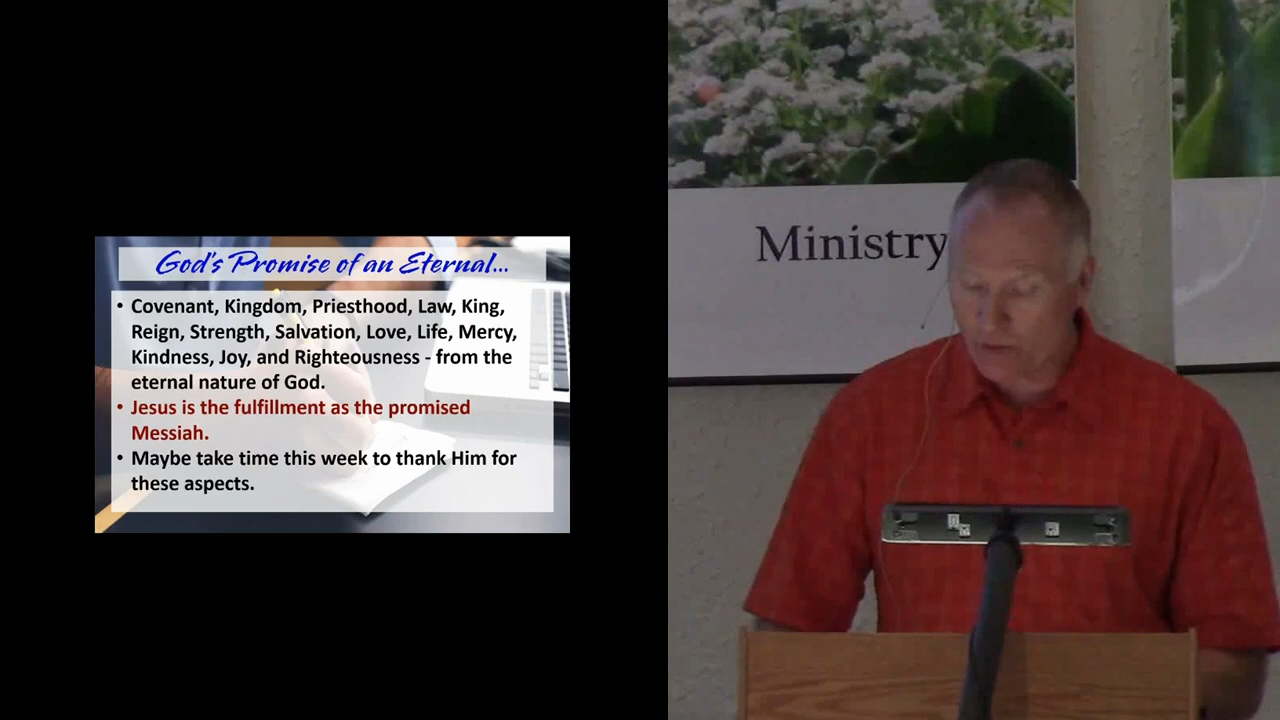 God's Promise of an Eternal...
• Covenant, Kingdom, Priesthood, Law, King,
Reign, Strength, Salvation, Love, Life, Mercy,
Kindness, Joy, and Righteousness - from the
eternal nature of God.
• Jesus is the fulfillment as the promised
Messiah.
• Maybe take time this week to thank Him for
these aspects.
Ministry